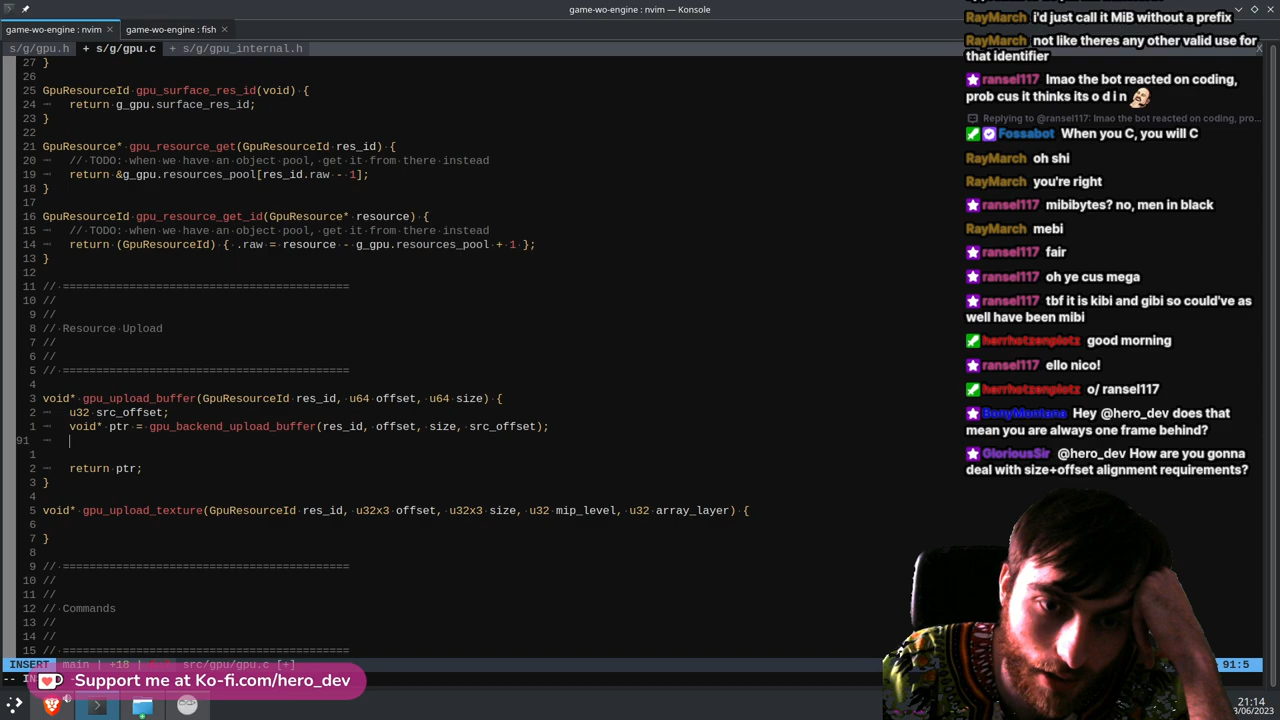 game-wo-engine : nvim — Konsole
game-wo-engine : nvim
game-wo-engine : fish
s/g/gpu.h + s/g/gpu.c + s/g/gpu_internal.h
27 }
26
25 GpuResourceId gpu_surface_res_id(void) {
24 return g_gpu.surface_res_id;
23 }
22
21 GpuResource* gpu_resource_get(GpuResourceId res_id) {
20 // TODO: when we have an object pool, get it from there instead
19 return &g_gpu.resources_pool[res_id.raw - 1];
18 }
17
16 GpuResourceId gpu_resource_get_id(GpuResource* resource) {
15 // TODO: when we have an object pool, get it from there instead
14 return (GpuResourceId) { .raw = resource - g_gpu.resources_pool + 1 };
13 }
12
11 // ===========================================
10 //
9 //
8 // Resource Upload
7 //
6 //
5 // ===========================================
4
3 void* gpu_upload_buffer(GpuResourceId res_id, u64 offset, u64 size) {
2 u32 src_offset;
1 void* ptr = gpu_backend_upload_buffer(res_id, offset, size, src_offset);
91
1
2 return ptr;
3 }
4
5 void* gpu_upload_texture(GpuResourceId res_id, u32x3 offset, u32x3 size, u32 mip_level, u32 array_layer) {
6
7 }
8
9 // ===========================================
10 //
11 //
12 // Commands
13 //
14 //
15 // ===========================================
INSERT main | +18 | src/gpu/gpu.c [+] 91:5
-- IN
Support me at Ko-fi.com/hero_dev
RayMarch i'd just call it MiB without a prefix
RayMarch not like theres any other valid use for
that identifier
ransel117 lmao the bot reacted on coding,
prob cus it thinks its o d i n
Replying to @ransel117: lmao the bot reacted on coding, pro...
Fossabot When you C, you will C
RayMarch oh shi
RayMarch you're right
ransel117 mibibytes? no, men in black
RayMarch mebi
ransel117 fair
ransel117 oh ye cus mega
ransel117 tbf it is kibi and gibi so could've as
well have been mibi
herrhotzenplotz good morning
ransel117 ello nico!
herrhotzenplotz o/ ransel117
BonyMontana Hey @hero_dev does that
mean you are always one frame behind?
GloriousSir @hero_dev How are you gonna
deal with size+offset alignment requirements?
21:14
3/06/2023